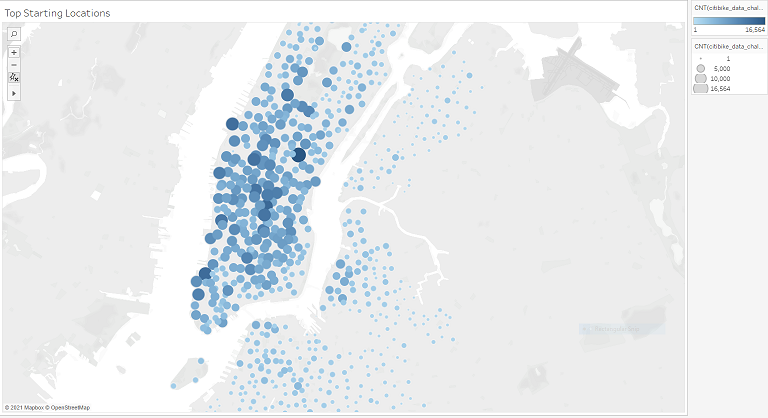 Top Starting Locations
CNT(citibike_data_chal...
1 16,564
CNT(citibike_data_chal...
1
5,000
10,000
16,564
© 2021 Mapbox © OpenStreetMap